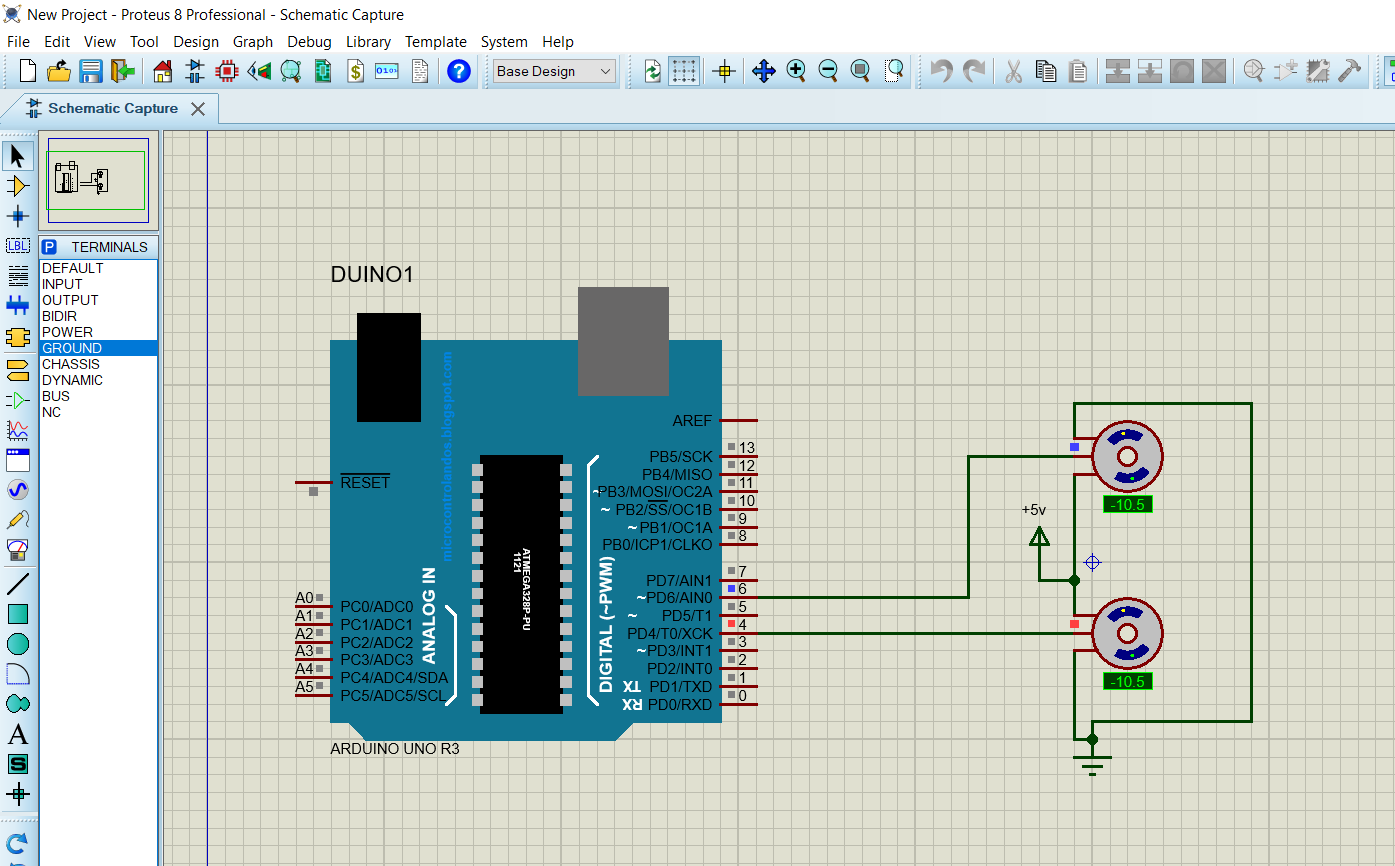 New Project - Proteus 8 Professional - Schematic Capture
File Edit View Tool Design Graph Debug Library Template System Help
$ 0101 ? Base Design
Schematic Capture
P TERMINALS
DEFAULT
INPUT
OUTPUT
BIDIR
POWER
GROUND
CHASSIS
DYNAMIC
BUS
NC
LBL
A
S
DUINO1
microcontrolandos.blogspot.com
RESET
ATMEGA328P-PU
1121
ANALOG IN
A0 PC0/ADC0
A1 PC1/ADC1
A2 PC2/ADC2
A3 PC3/ADC3
A4 PC4/ADC4/SDA
A5 PC5/ADC5/SCL
DIGITAL (~PWM)
AREF
PB5/SCK 13
PB4/MISO 12
~PB3/MOSI/OC2A 11
~ PB2/SS/OC1B 10
~ PB1/OC1A 9
PB0/ICP1/CLKO 8
PD7/AIN1 7
~PD6/AIN0 6
~ PD5/T1 5
PD4/T0/XCK 4
~PD3/INT1 3
PD2/INT0 2
TX PD1/TXD 1
RX PD0/RXD 0
ARDUINO UNO R3
+5v
-10.5
-10.5